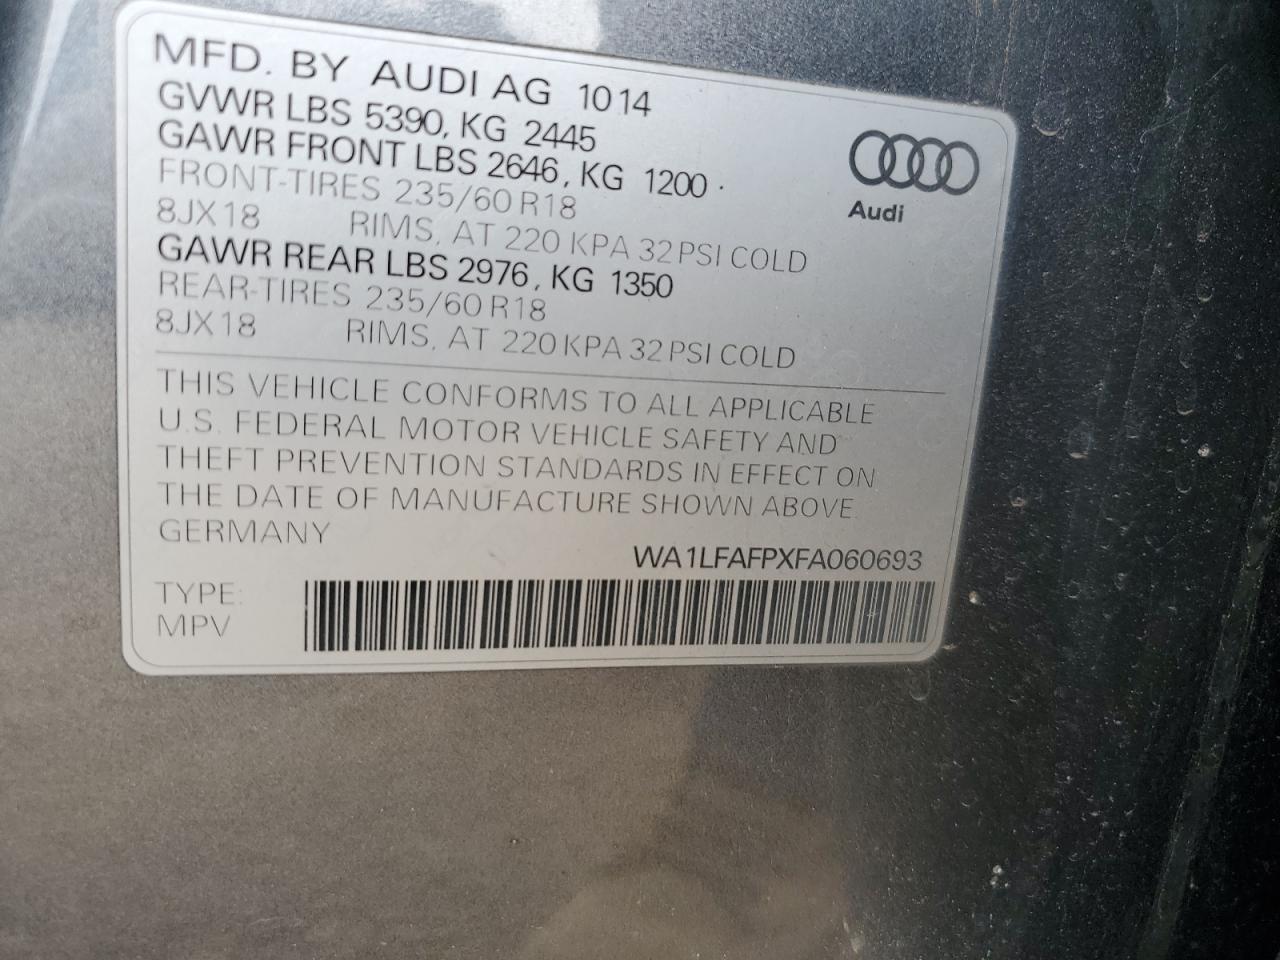 MFD. BY AUDI AG 1014
GVWR LBS 5390, KG 2445
GAWR FRONT LBS 2646, KG 1200 .
FRONT-TIRES 235/60 R18
8JX18 RIMS, AT 220 KPA 32 PSI COLD
GAWR REAR LBS 2976, KG 1350
REAR-TIRES 235/60 R18
8JX18 RIMS, AT 220 KPA 32 PSI COLD
Audi
THIS VEHICLE CONFORMS TO ALL APPLICABLE
U.S. FEDERAL MOTOR VEHICLE SAFETY AND
THEFT PREVENTION STANDARDS IN EFFECT ON
THE DATE OF MANUFACTURE SHOWN ABOVE.
GERMANY
WA1LFAFPXFA060693
TYPE:
MPV